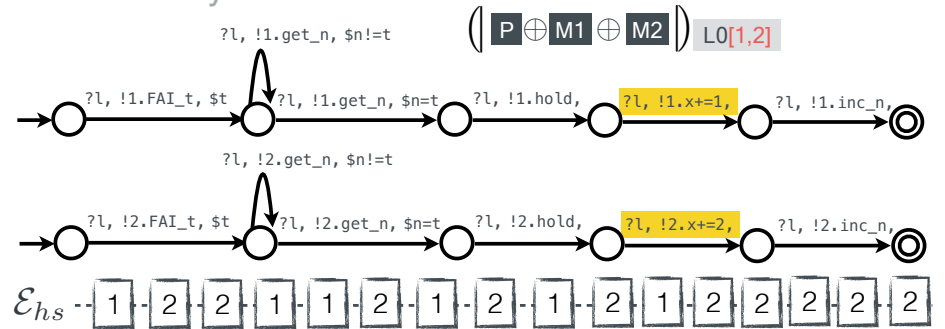 (| P ⊕ M1 ⊕ M2 |) L0[1,2]
?l, !1.get_n, $n!=t
?l, !1.FAI_t, $t ?l, !1.get_n, $n=t ?l, !1.hold, ?l, !1.x+=1, ?l, !1.inc_n,
?l, !2.get_n, $n!=t
?l, !2.FAI_t, $t ?l, !2.get_n, $n=t ?l, !2.hold, ?l, !2.x+=2, ?l, !2.inc_n,
ℰhs 1 2 2 1 1 2 1 2 1 2 1 2 2 2 2 2